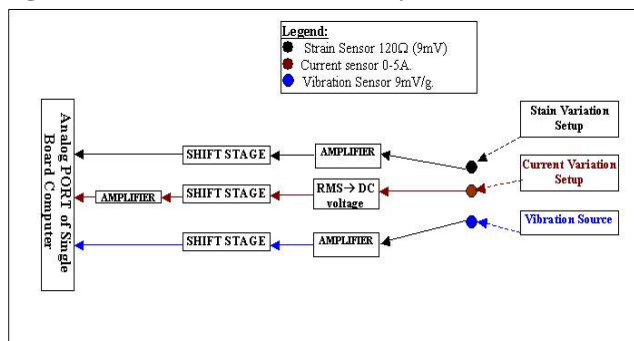 Legend:
Strain Sensor 120Ω (9mV)
Current sensor 0-5A.
Vibration Sensor 9mV/g.
Analog PORT of Single
Board Computer
Stain Variation
Setup
SHIFT STAGE
AMPLIFIER
Current Variation
Setup
AMPLIFIER
SHIFT STAGE
RMS→ DC
voltage
Vibration Source
SHIFT STAGE
AMPLIFIER